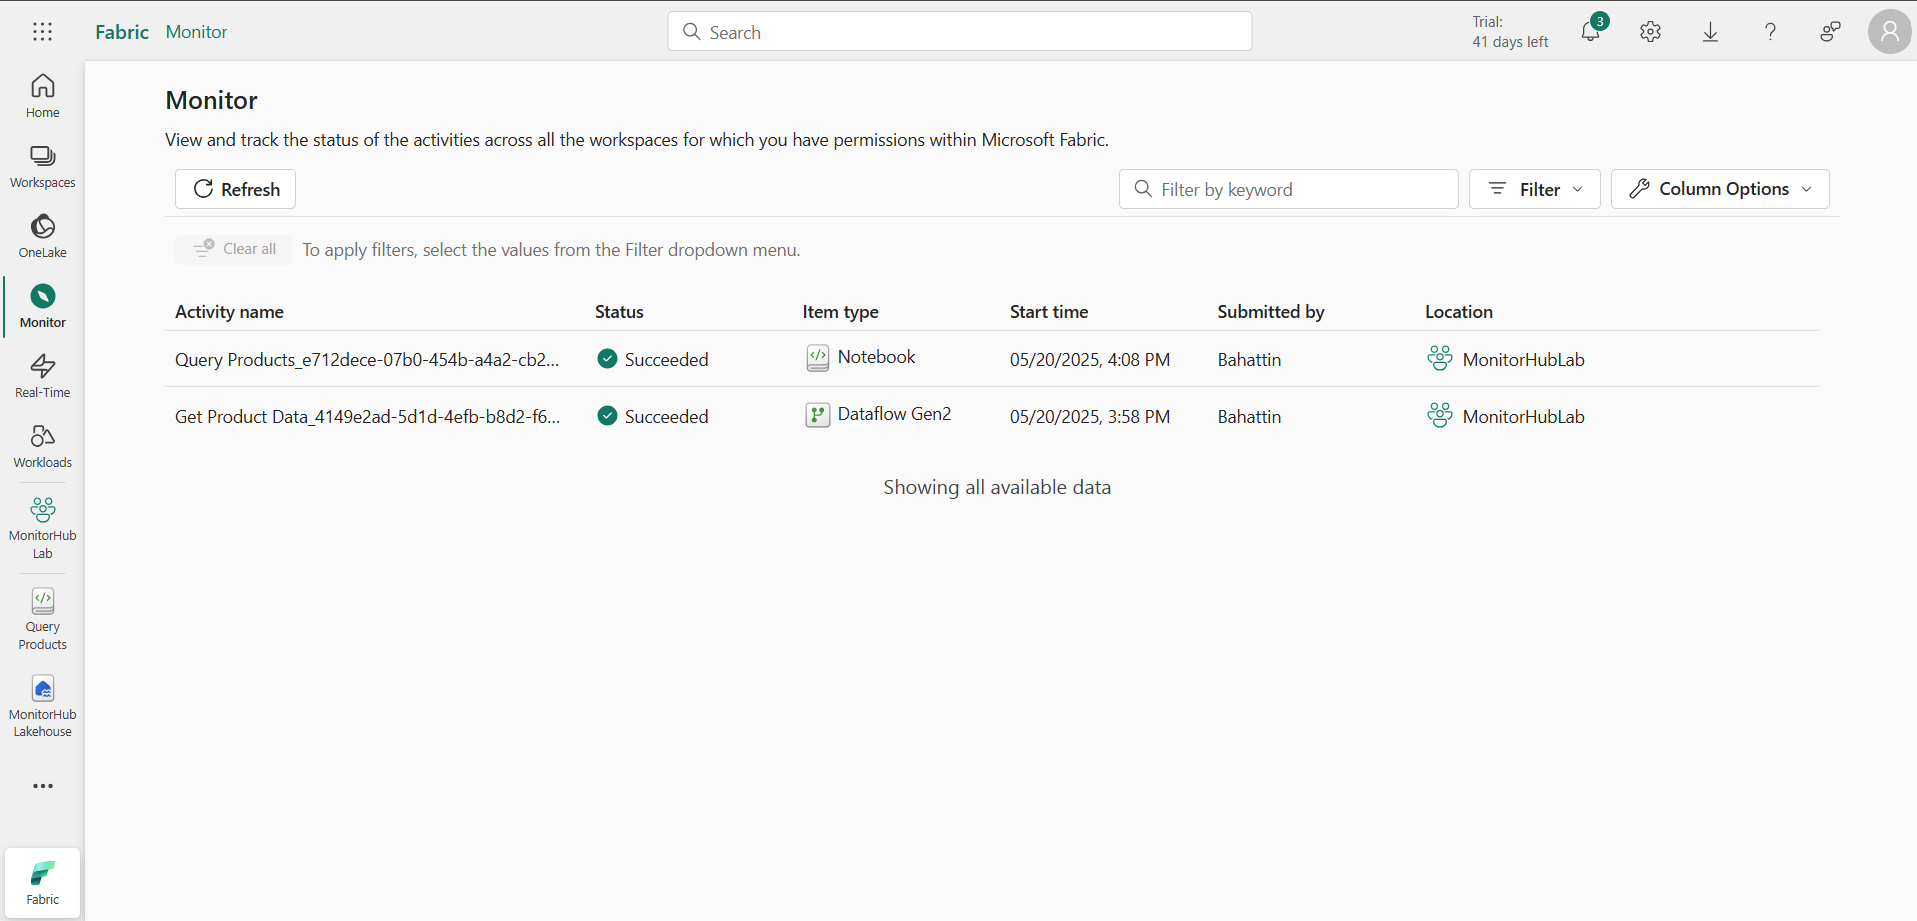 Fabric Monitor
Search
Trial:
41 days left
3
Home
Workspaces
OneLake
Monitor
Real-Time
Workloads
MonitorHub
Lab
Query
Products
MonitorHub
Lakehouse
Fabric
Monitor
View and track the status of the activities across all the workspaces for which you have permissions within Microsoft Fabric.
Refresh
Filter by keyword
Filter
Column Options
Clear all
To apply filters, select the values from the Filter dropdown menu.
Activity name Status Item type Start time Submitted by Location
Query Products_e712dece-07b0-454b-a4a2-cb2... Succeeded Notebook 05/20/2025, 4:08 PM Bahattin MonitorHubLab
Get Product Data_4149e2ad-5d1d-4efb-b8d2-f6... Succeeded Dataflow Gen2 05/20/2025, 3:58 PM Bahattin MonitorHubLab
Showing all available data